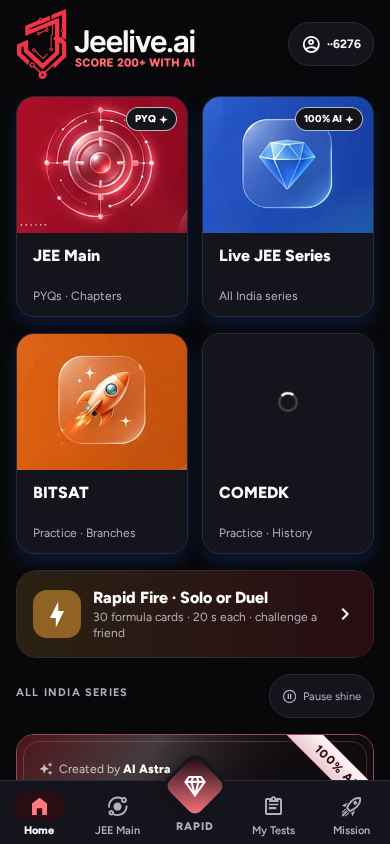 Jeelive.ai
SCORE 200+ WITH AI
··6276
PYQ
100% AI
JEE Main
PYQs · Chapters
Live JEE Series
All India series
BITSAT
Practice · Branches
COMEDK
Practice · History
Rapid Fire · Solo or Duel
30 formula cards · 20 s each · challenge a
friend
ALL INDIA SERIES
Pause shine
Created by AI Astra
100%
Home
JEE Main
RAPID
My Tests
Mission